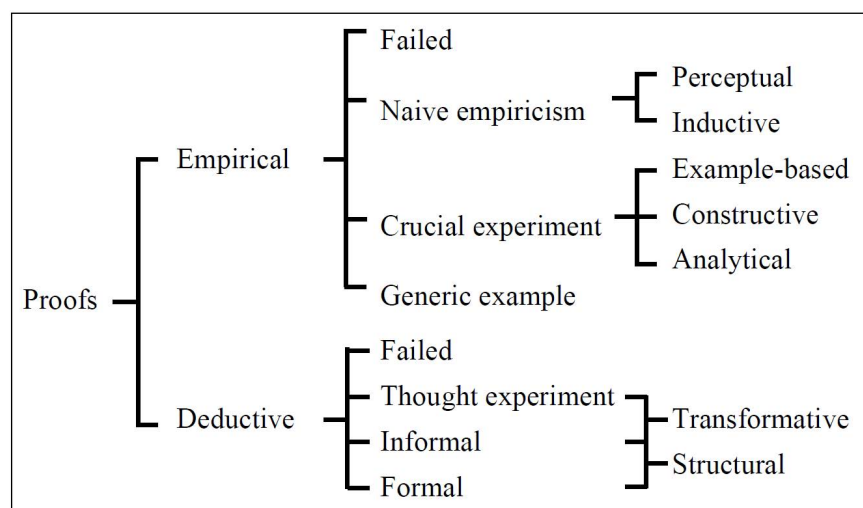 Failed
Perceptual
Naive empiricism
Inductive
Empirical
Example-based
Constructive
Crucial experiment
Analytical
Generic example
Proofs
Failed
Thought experiment
Transformative
Deductive
Informal
Structural
Formal